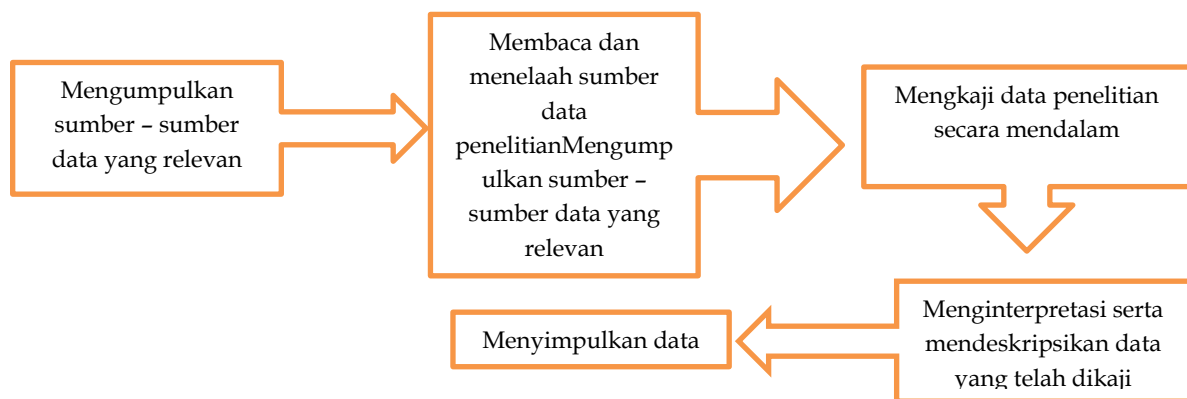 Mengumpulkan
sumber – sumber
data yang relevan
Membaca dan
menelaah sumber
data
penelitianMengump
ulkan sumber –
sumber data yang
relevan
Mengkaji data penelitian
secara mendalam
Menginterpretasi serta
mendeskripsikan data
yang telah dikaji
Menyimpulkan data